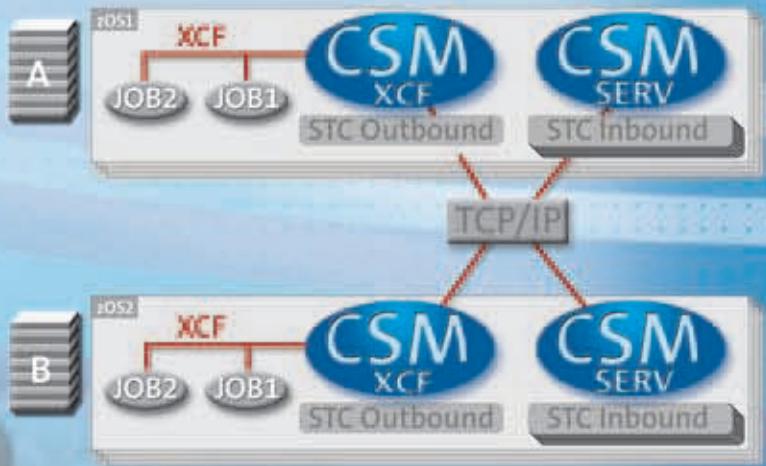 zOS1
A
XCF
JOB2 JOB1
CSM
XCF
STC Outbound
CSM
SERV
STC Inbound
TCP/IP
zOS2
B
XCF
JOB2 JOB1
CSM
XCF
STC Outbound
CSM
SERV
STC Inbound